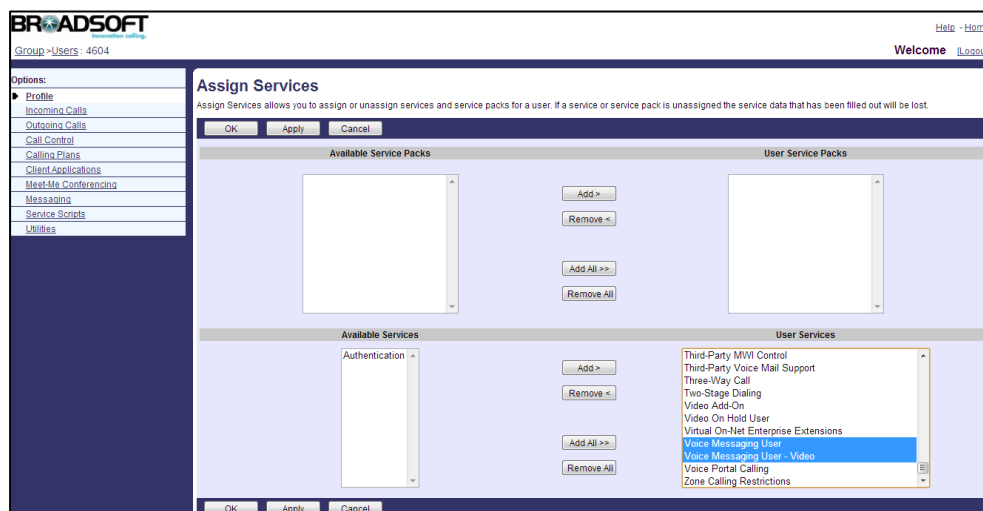 BROADSOFT
innovation calling.
Help - Hom
Group >Users : 4604
Welcome [Logou
Options:
Profile
Incoming Calls
Outgoing Calls
Call Control
Calling Plans
Client Applications
Meet-Me Conferencing
Messaging
Service Scripts
Utilities
Assign Services
Assign Services allows you to assign or unassign services and service packs for a user. If a service or service pack is unassigned the service data that has been filled out will be lost.
OK Apply Cancel
Available Service Packs User Service Packs
Add >
Remove <
Add All >>
Remove All
Available Services User Services
Authentication
Add >
Remove <
Add All >>
Remove All
Third-Party MWI Control
Third-Party Voice Mail Support
Three-Way Call
Two-Stage Dialing
Video Add-On
Video On Hold User
Virtual On-Net Enterprise Extensions
Voice Messaging User
Voice Messaging User - Video
Voice Portal Calling
Zone Calling Restrictions
OK Apply Cancel